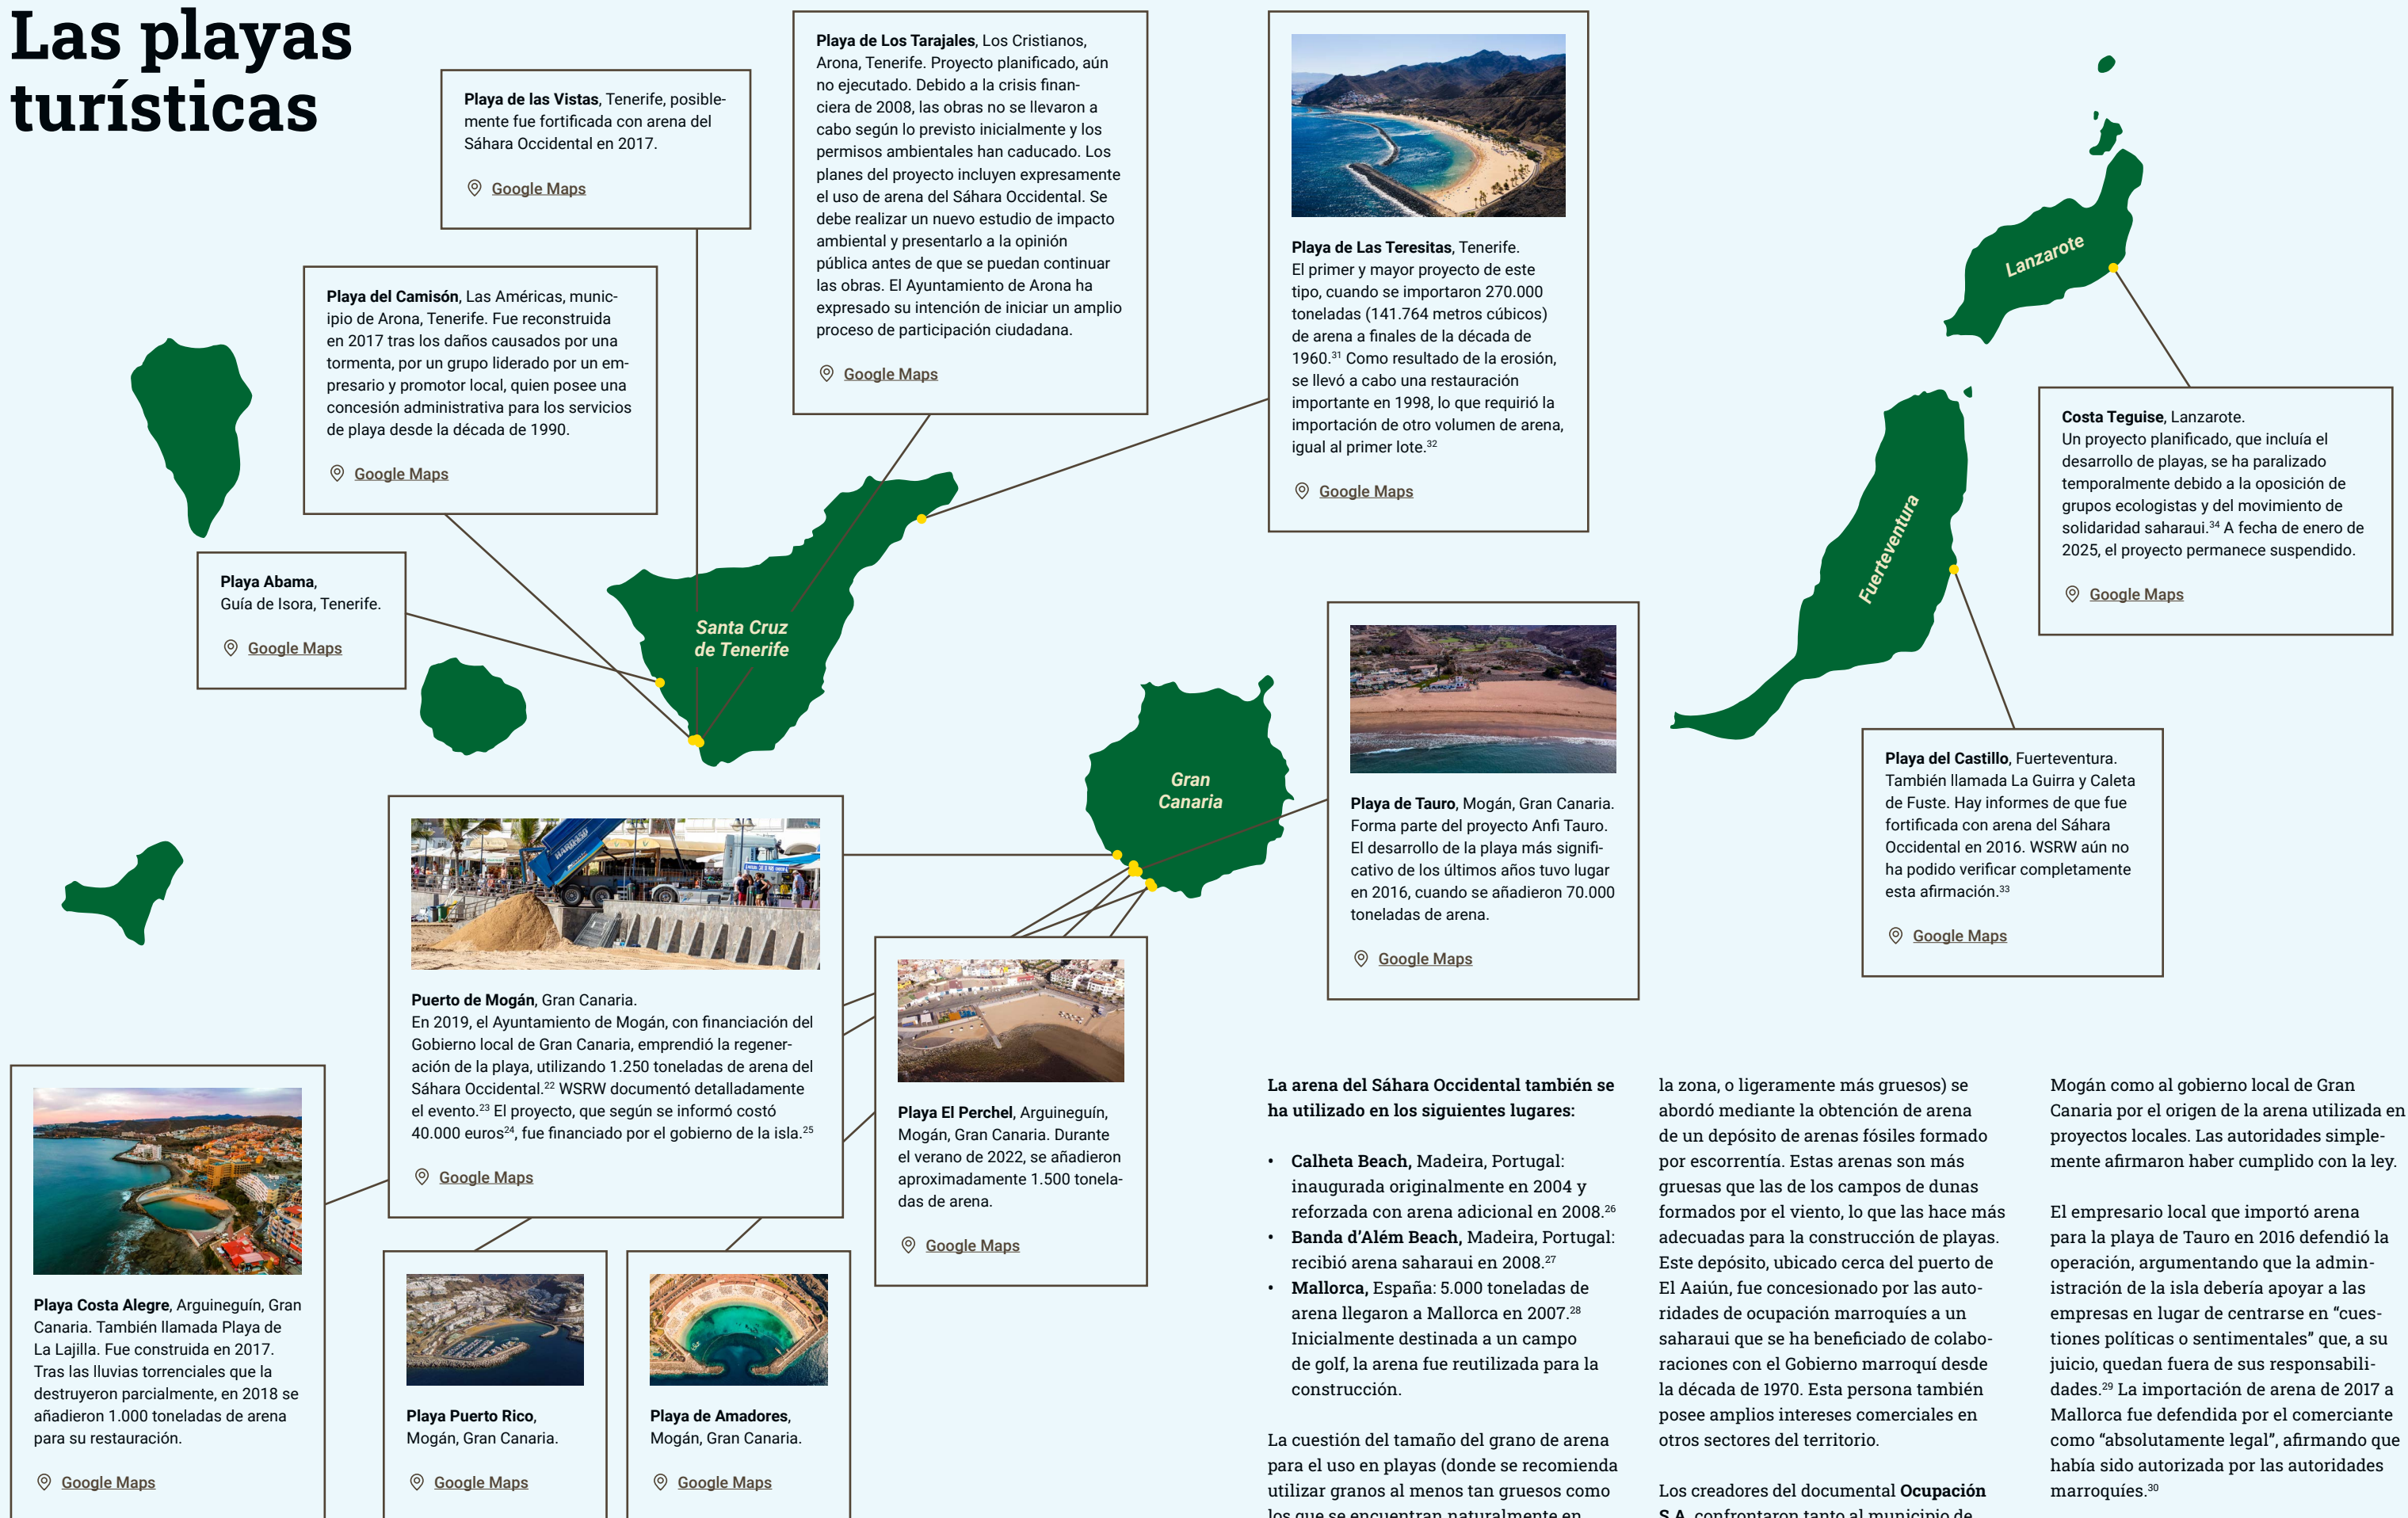 Las playas
turísticas
Playa de las Vistas, Tenerife, posible-
mente fue fortificada con arena del
Sáhara Occidental en 2017.
Google Maps
Playa de Los Tarajales, Los Cristianos,
Arona, Tenerife. Proyecto planificado, aún
no ejecutado. Debido a la crisis finan-
ciera de 2008, las obras no se llevaron a
cabo según lo previsto inicialmente y los
permisos ambientales han caducado. Los
planes del proyecto incluyen expresamente
el uso de arena del Sáhara Occidental. Se
debe realizar un nuevo estudio de impacto
ambiental y presentarlo a la opinión
pública antes de que se puedan continuar
las obras. El Ayuntamiento de Arona ha
expresado su intención de iniciar un amplio
proceso de participación ciudadana.
Google Maps
Playa de Las Teresitas, Tenerife.
El primer y mayor proyecto de este
tipo, cuando se importaron 270.000
toneladas (141.764 metros cúbicos)
de arena a finales de la década de
1960.31 Como resultado de la erosión,
se llevó a cabo una restauración
importante en 1998, lo que requirió la
importación de otro volumen de arena,
igual al primer lote.32
Google Maps
Playa del Camisón, Las Américas, munic-
ipio de Arona, Tenerife. Fue reconstruida
en 2017 tras los daños causados por una
tormenta, por un grupo liderado por un em-
presario y promotor local, quien posee una
concesión administrativa para los servicios
de playa desde la década de 1990.
Google Maps
Playa Abama,
Guía de Isora, Tenerife.
Google Maps
Santa Cruz
de Tenerife
Gran
Canaria
Fuerteventura
Lanzarote
Costa Teguise, Lanzarote.
Un proyecto planificado, que incluía el
desarrollo de playas, se ha paralizado
temporalmente debido a la oposición de
grupos ecologistas y del movimiento de
solidaridad saharaui.34 A fecha de enero de
2025, el proyecto permanece suspendido.
Google Maps
Playa de Tauro, Mogán, Gran Canaria.
Forma parte del proyecto Anfi Tauro.
El desarrollo de la playa más signifi-
cativo de los últimos años tuvo lugar
en 2016, cuando se añadieron 70.000
toneladas de arena.
Google Maps
Playa del Castillo, Fuerteventura.
También llamada La Guirra y Caleta
de Fuste. Hay informes de que fue
fortificada con arena del Sáhara
Occidental en 2016. WSRW aún no
ha podido verificar completamente
esta afirmación.33
Google Maps
Puerto de Mogán, Gran Canaria.
En 2019, el Ayuntamiento de Mogán, con financiación del
Gobierno local de Gran Canaria, emprendió la regener-
ación de la playa, utilizando 1.250 toneladas de arena del
Sáhara Occidental.22 WSRW documentó detalladamente
el evento.23 El proyecto, que según se informó costó
40.000 euros24, fue financiado por el gobierno de la isla.25
Google Maps
Playa El Perchel, Arguineguín,
Mogán, Gran Canaria. Durante
el verano de 2022, se añadieron
aproximadamente 1.500 tonela-
das de arena.
Google Maps
Playa Costa Alegre, Arguineguín, Gran
Canaria. También llamada Playa de
La Lajilla. Fue construida en 2017.
Tras las lluvias torrenciales que la
destruyeron parcialmente, en 2018 se
añadieron 1.000 toneladas de arena
para su restauración.
Google Maps
Playa Puerto Rico,
Mogán, Gran Canaria.
Google Maps
Playa de Amadores,
Mogán, Gran Canaria.
Google Maps
La arena del Sáhara Occidental también se
ha utilizado en los siguientes lugares:
• Calheta Beach, Madeira, Portugal:
inaugurada originalmente en 2004 y
reforzada con arena adicional en 2008.26
• Banda d'Além Beach, Madeira, Portugal:
recibió arena saharaui en 2008.27
• Mallorca, España: 5.000 toneladas de
arena llegaron a Mallorca en 2007.28
Inicialmente destinada a un campo
de golf, la arena fue reutilizada para la
construcción.
La cuestión del tamaño del grano de arena
para el uso en playas (donde se recomienda
utilizar granos al menos tan gruesos como
los que se encuentran naturalmente en
la zona, o ligeramente más gruesos) se
abordó mediante la obtención de arena
de un depósito de arenas fósiles formado
por escorrentía. Estas arenas son más
gruesas que las de los campos de dunas
formados por el viento, lo que las hace más
adecuadas para la construcción de playas.
Este depósito, ubicado cerca del puerto de
El Aaiún, fue concesionado por las auto-
ridades de ocupación marroquíes a un
saharaui que se ha beneficiado de colabo-
raciones con el Gobierno marroquí desde
la década de 1970. Esta persona también
posee amplios intereses comerciales en
otros sectores del territorio.
Los creadores del documental Ocupación
S.A. confrontaron tanto al municipio de
Mogán como al gobierno local de Gran
Canaria por el origen de la arena utilizada en
proyectos locales. Las autoridades simple-
mente afirmaron haber cumplido con la ley.
El empresario local que importó arena
para la playa de Tauro en 2016 defendió la
operación, argumentando que la admin-
istración de la isla debería apoyar a las
empresas en lugar de centrarse en “cues-
tiones políticas o sentimentales” que, a su
juicio, quedan fuera de sus responsabili-
dades.29 La importación de arena de 2017 a
Mallorca fue defendida por el comerciante
como “absolutamente legal”, afirmando que
había sido autorizada por las autoridades
marroquíes.30